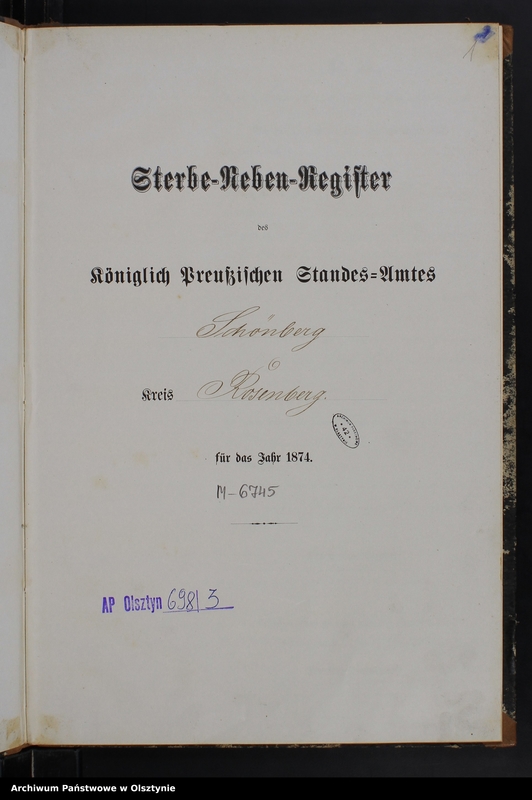 1
Sterbe-Neben-Register
des
Königlich Preußischen Standes=Amtes
Schönberg
Kreis Rosenberg.
für das Jahr 1874.
M-6745
AP Olsztyn 698/3
Archiwum Państwowe w Olsztynie